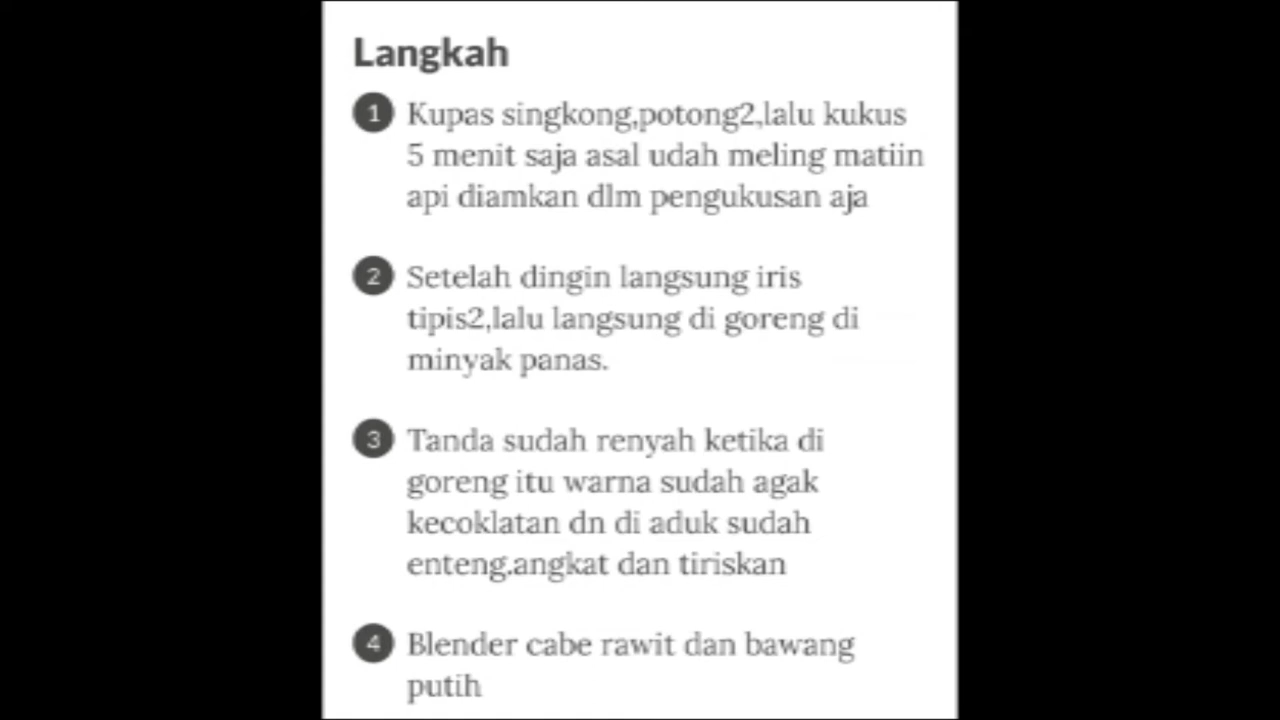 Langkah
1 Kupas singkong,potong2,lalu kukus
5 menit saja asal udah meling matiin
api diamkan dlm pengukusan aja
2 Setelah dingin langsung iris
tipis2,lalu langsung di goreng di
minyak panas.
3 Tanda sudah renyah ketika di
goreng itu warna sudah agak
kecoklatan dn di aduk sudah
enteng.angkat dan tiriskan
4 Blender cabe rawit dan bawang
putih